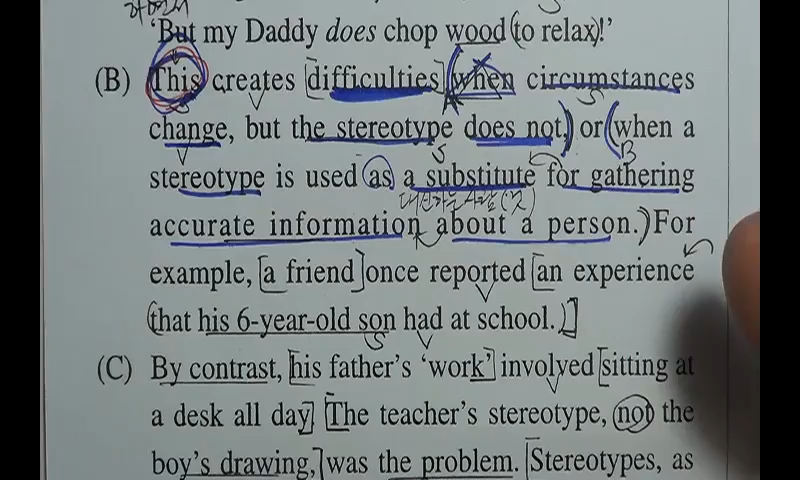 'But my Daddy does chop wood to relax!'
(B) This creates difficulties when circumstances
change, but the stereotype does not, or when a
stereotype is used as a substitute for gathering
accurate information about a person. For
example, a friend once reported an experience
that his 6-year-old son had at school.
(C) By contrast, his father's 'work' involved sitting at
a desk all day. The teacher's stereotype, not the
boy's drawing, was the problem. Stereotypes, as